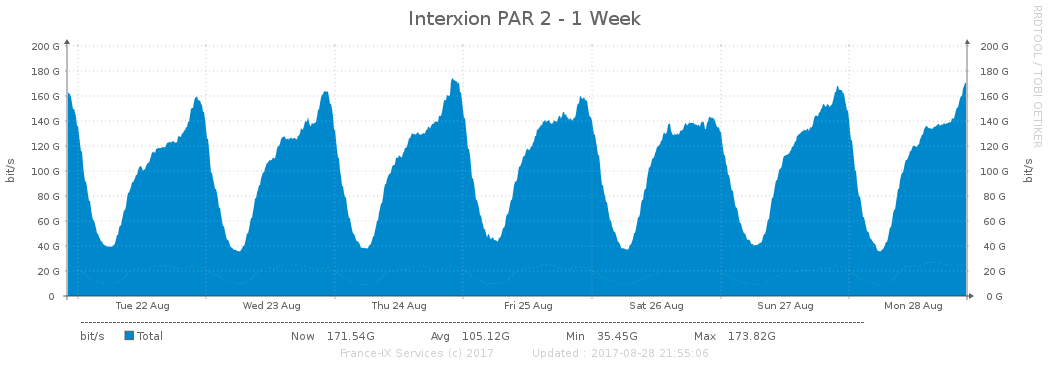 Interxion PAR 2 - 1 Week
RRDTOOL / TOBI OETIKER
200 G 200 G
180 G 180 G
160 G 160 G
140 G 140 G
120 G 120 G
100 G 100 G
80 G 80 G
60 G 60 G
40 G 40 G
20 G 20 G
0 0 G
bit/s bit/s
Tue 22 Aug Wed 23 Aug Thu 24 Aug Fri 25 Aug Sat 26 Aug Sun 27 Aug Mon 28 Aug
bit/s Total Now 171.54G Avg 105.12G Min 35.45G Max 173.82G
France-IX Services (c) 2017 Updated : 2017-08-28 21:55:06